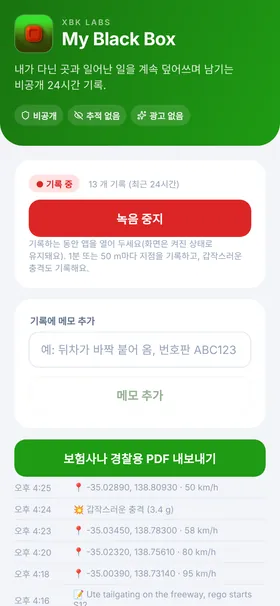 XBK LABS
My Black Box
내가 다닌 곳과 일어난 일을 계속 덮어쓰며 남기는
비공개 24시간 기록.
비공개
추적 없음
광고 없음
기록 중
13 개 기록 (최근 24시간)
녹음 중지
기록하는 동안 앱을 열어 두세요(화면은 켜진 상태로
유지돼요). 1분 또는 50 m마다 지점을 기록하고, 갑작스러운
충격도 기록해요.
기록에 메모 추가
예: 뒤차가 바짝 붙어 옴, 번호판 ABC123
메모 추가
보험사나 경찰용 PDF 내보내기
오후 4:25 📍 -35.02890, 138.80930 · 50 km/h
오후 4:24 💥 갑작스러운 충격 (3.4 g)
오후 4:23 📍 -35.03450, 138.78300 · 58 km/h
오후 4:20 📍 -35.02320, 138.75610 · 80 km/h
오후 4:18 📍 -35.00390, 138.73140 · 95 km/h
오후 4:16 📝 Ute tailgating on the freeway, rego starts